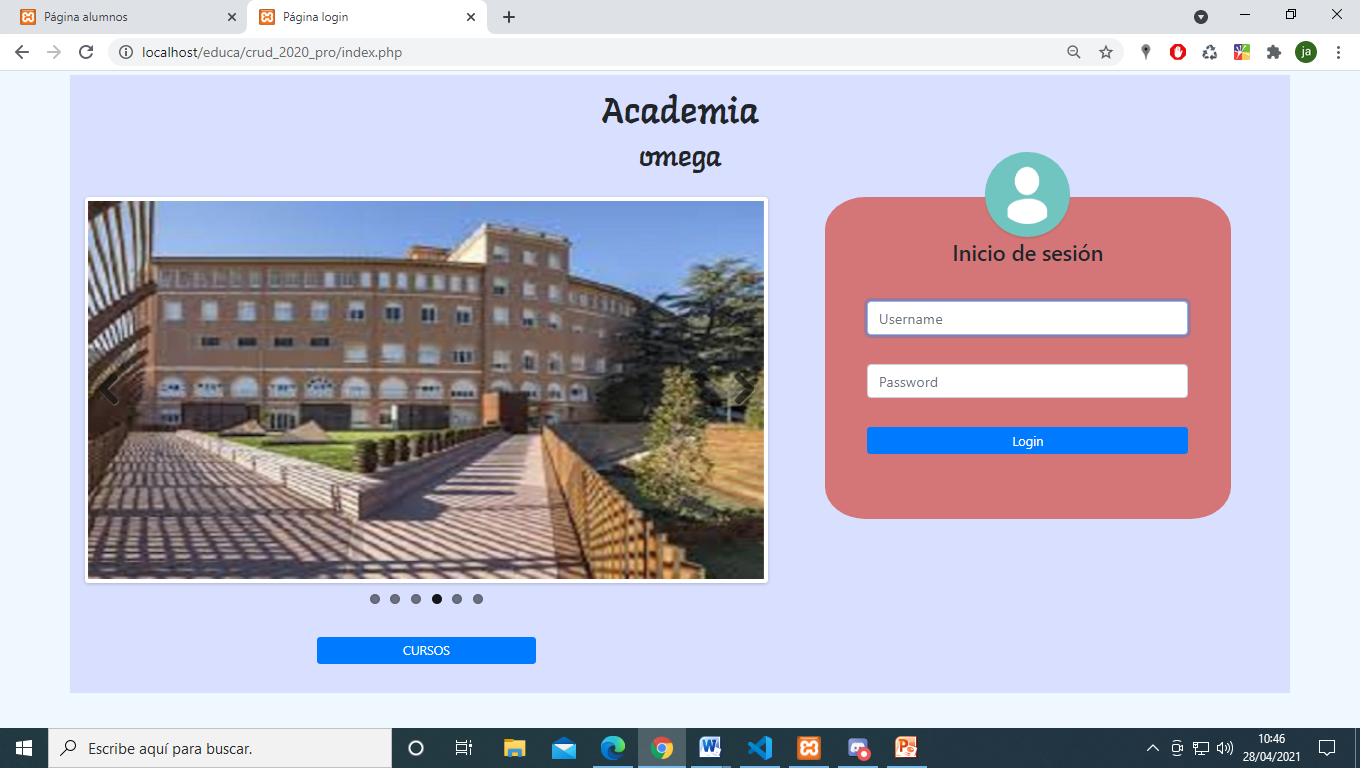 Página alumnos
Página login
localhost/educa/crud_2020_pro/index.php
ja
Academia
omega
Inicio de sesión
Username
Password
Login
CURSOS
Escribe aquí para buscar.
10:46
28/04/2021